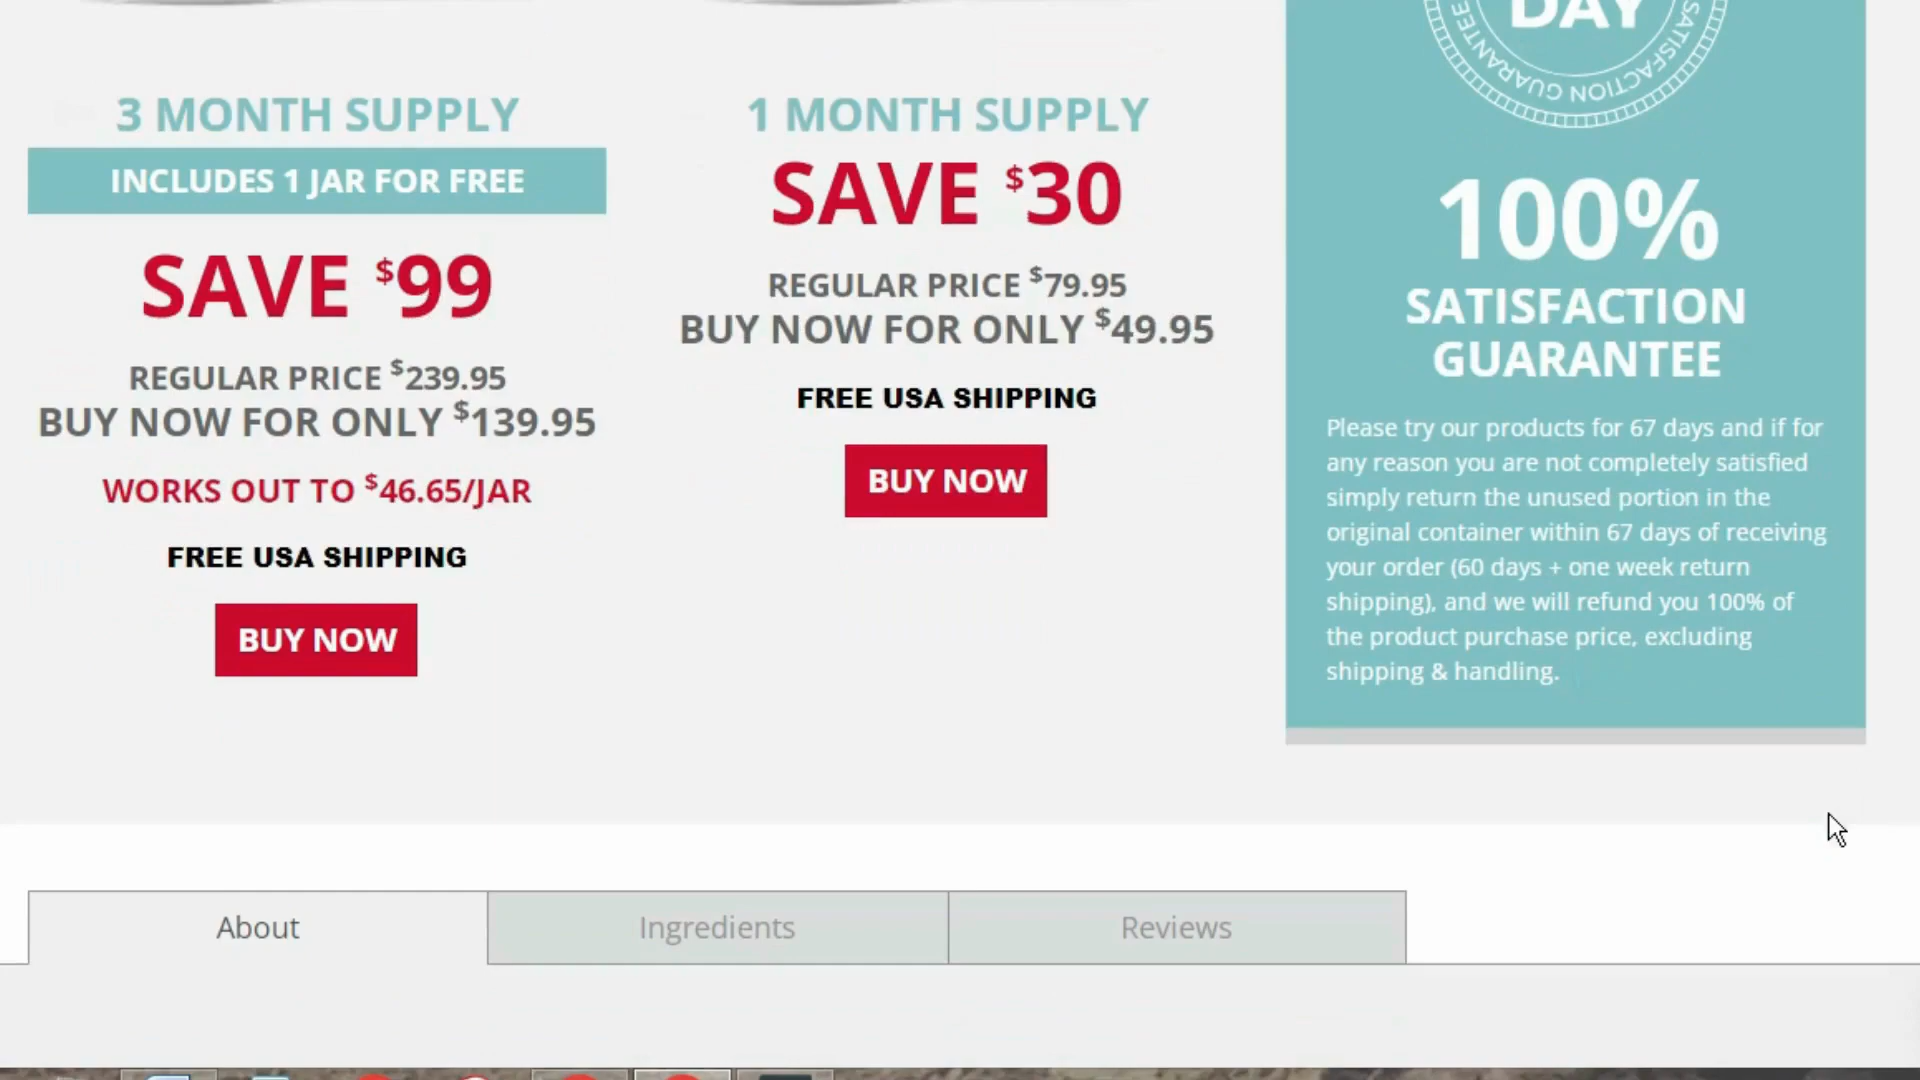 3 MONTH SUPPLY
INCLUDES 1 JAR FOR FREE
SAVE $99
REGULAR PRICE $239.95
BUY NOW FOR ONLY $139.95
WORKS OUT TO $46.65/JAR
FREE USA SHIPPING
BUY NOW
1 MONTH SUPPLY
SAVE $30
REGULAR PRICE $79.95
BUY NOW FOR ONLY $49.95
FREE USA SHIPPING
BUY NOW
DAY
SATISFACTION GUARANTEE
100%
SATISFACTION
GUARANTEE
Please try our products for 67 days and if for
any reason you are not completely satisfied
simply return the unused portion in the
original container within 67 days of receiving
your order (60 days + one week return
shipping), and we will refund you 100% of
the product purchase price, excluding
shipping & handling.
About
Ingredients
Reviews